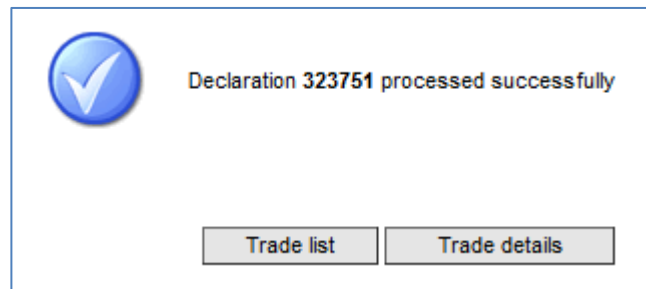 Declaration 323751 processed successfully
Trade list
Trade details